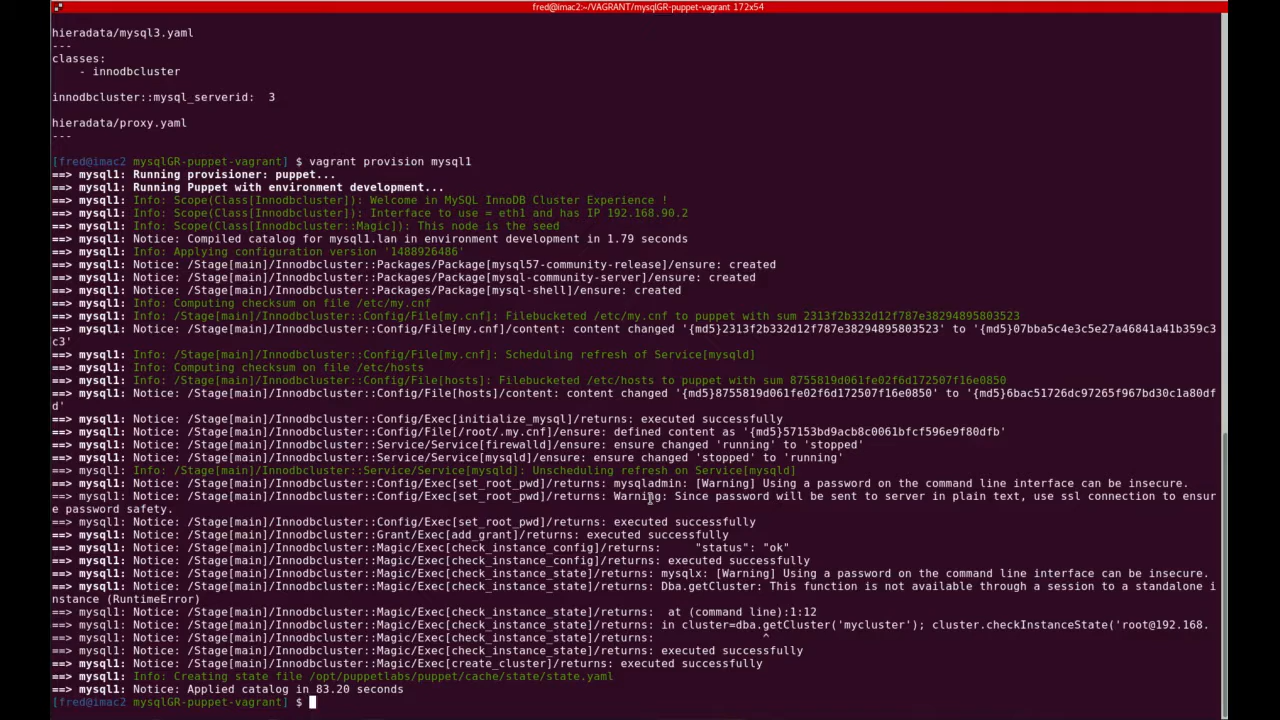 fred@imac2:~/VAGRANT/mysqlGR-puppet-vagrant 172x54
hieradata/mysql3.yaml
---
classes:
    - innodbcluster
innodbcluster::mysql_serverid:  3
hieradata/proxy.yaml
---
[fred@imac2 mysqlGR-puppet-vagrant] $ vagrant provision mysql1
==> mysql1: Running provisioner: puppet...
==> mysql1: Running Puppet with environment development...
==> mysql1: Info: Scope(Class[Innodbcluster]): Welcome in MySQL InnoDB Cluster Experience !
==> mysql1: Info: Scope(Class[Innodbcluster]): Interface to use = eth1 and has IP 192.168.90.2
==> mysql1: Info: Scope(Class[Innodbcluster::Magic]): This node is the seed
==> mysql1: Notice: Compiled catalog for mysql1.lan in environment development in 1.79 seconds
==> mysql1: Info: Applying configuration version '1488926486'
==> mysql1: Notice: /Stage[main]/Innodbcluster::Packages/Package[mysql57-community-release]/ensure: created
==> mysql1: Notice: /Stage[main]/Innodbcluster::Packages/Package[mysql-community-server]/ensure: created
==> mysql1: Notice: /Stage[main]/Innodbcluster::Packages/Package[mysql-shell]/ensure: created
==> mysql1: Info: Computing checksum on file /etc/my.cnf
==> mysql1: Info: /Stage[main]/Innodbcluster::Config/File[my.cnf]: Filebucketed /etc/my.cnf to puppet with sum 2313f2b332d12f787e38294895803523
==> mysql1: Notice: /Stage[main]/Innodbcluster::Config/File[my.cnf]/content: content changed '{md5}2313f2b332d12f787e38294895803523' to '{md5}07bba5c4e3c5e27a46841a41b359c3
c3'
==> mysql1: Info: /Stage[main]/Innodbcluster::Config/File[my.cnf]: Scheduling refresh of Service[mysqld]
==> mysql1: Info: Computing checksum on file /etc/hosts
==> mysql1: Info: /Stage[main]/Innodbcluster::Config/File[hosts]: Filebucketed /etc/hosts to puppet with sum 8755819d061fe02f6d172507f16e0850
==> mysql1: Notice: /Stage[main]/Innodbcluster::Config/File[hosts]/content: content changed '{md5}8755819d061fe02f6d172507f16e0850' to '{md5}6bac51726dc97265f967bd30c1a80df
d'
==> mysql1: Notice: /Stage[main]/Innodbcluster::Config/Exec[initialize_mysql]/returns: executed successfully
==> mysql1: Notice: /Stage[main]/Innodbcluster::Config/File[/root/.my.cnf]/ensure: defined content as '{md5}57153bd9acb8c0061bfcf596e9f80dfb'
==> mysql1: Notice: /Stage[main]/Innodbcluster::Service/Service[firewalld]/ensure: ensure changed 'running' to 'stopped'
==> mysql1: Notice: /Stage[main]/Innodbcluster::Service/Service[mysqld]/ensure: ensure changed 'stopped' to 'running'
==> mysql1: Info: /Stage[main]/Innodbcluster::Service/Service[mysqld]: Unscheduling refresh on Service[mysqld]
==> mysql1: Notice: /Stage[main]/Innodbcluster::Config/Exec[set_root_pwd]/returns: mysqladmin: [Warning] Using a password on the command line interface can be insecure.
==> mysql1: Notice: /Stage[main]/Innodbcluster::Config/Exec[set_root_pwd]/returns: Warning: Since password will be sent to server in plain text, use ssl connection to ensur
e password safety.
==> mysql1: Notice: /Stage[main]/Innodbcluster::Config/Exec[set_root_pwd]/returns: executed successfully
==> mysql1: Notice: /Stage[main]/Innodbcluster::Grant/Exec[add_grant]/returns: executed successfully
==> mysql1: Notice: /Stage[main]/Innodbcluster::Magic/Exec[check_instance_config]/returns:     "status": "ok"
==> mysql1: Notice: /Stage[main]/Innodbcluster::Magic/Exec[check_instance_config]/returns: executed successfully
==> mysql1: Notice: /Stage[main]/Innodbcluster::Magic/Exec[check_instance_state]/returns: mysqlx: [Warning] Using a password on the command line interface can be insecure.
==> mysql1: Notice: /Stage[main]/Innodbcluster::Magic/Exec[check_instance_state]/returns: Dba.getCluster: This function is not available through a session to a standalone i
nstance (RuntimeError)
==> mysql1: Notice: /Stage[main]/Innodbcluster::Magic/Exec[check_instance_state]/returns:  at (command line):1:12
==> mysql1: Notice: /Stage[main]/Innodbcluster::Magic/Exec[check_instance_state]/returns: in cluster=dba.getCluster('mycluster'); cluster.checkInstanceState('root@192.168.
==> mysql1: Notice: /Stage[main]/Innodbcluster::Magic/Exec[check_instance_state]/returns:                ^
==> mysql1: Notice: /Stage[main]/Innodbcluster::Magic/Exec[check_instance_state]/returns: executed successfully
==> mysql1: Notice: /Stage[main]/Innodbcluster::Magic/Exec[create_cluster]/returns: executed successfully
==> mysql1: Info: Creating state file /opt/puppetlabs/puppet/cache/state/state.yaml
==> mysql1: Notice: Applied catalog in 83.20 seconds
[fred@imac2 mysqlGR-puppet-vagrant] $